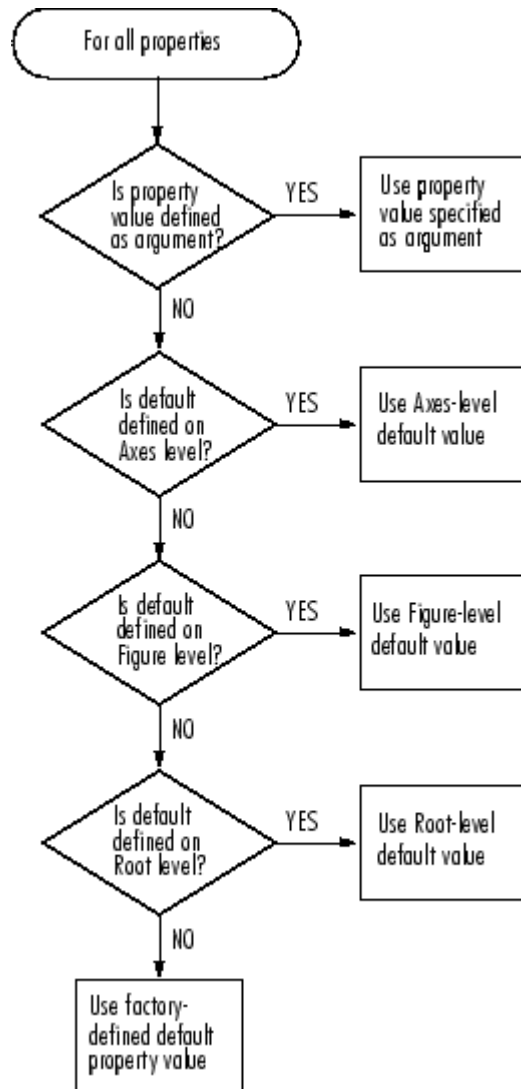 For all properties
Is property
value defined
as argument?
YES
Use property
value specified
as argument
NO
Is default
defined on
Axes level?
YES
Use Axes-level
default value
NO
Is default
defined on
Figure level?
YES
Use Figure-level
default value
NO
Is default
defined on
Root level?
YES
Use Root-level
default value
NO
Use factory-
defined default
property value